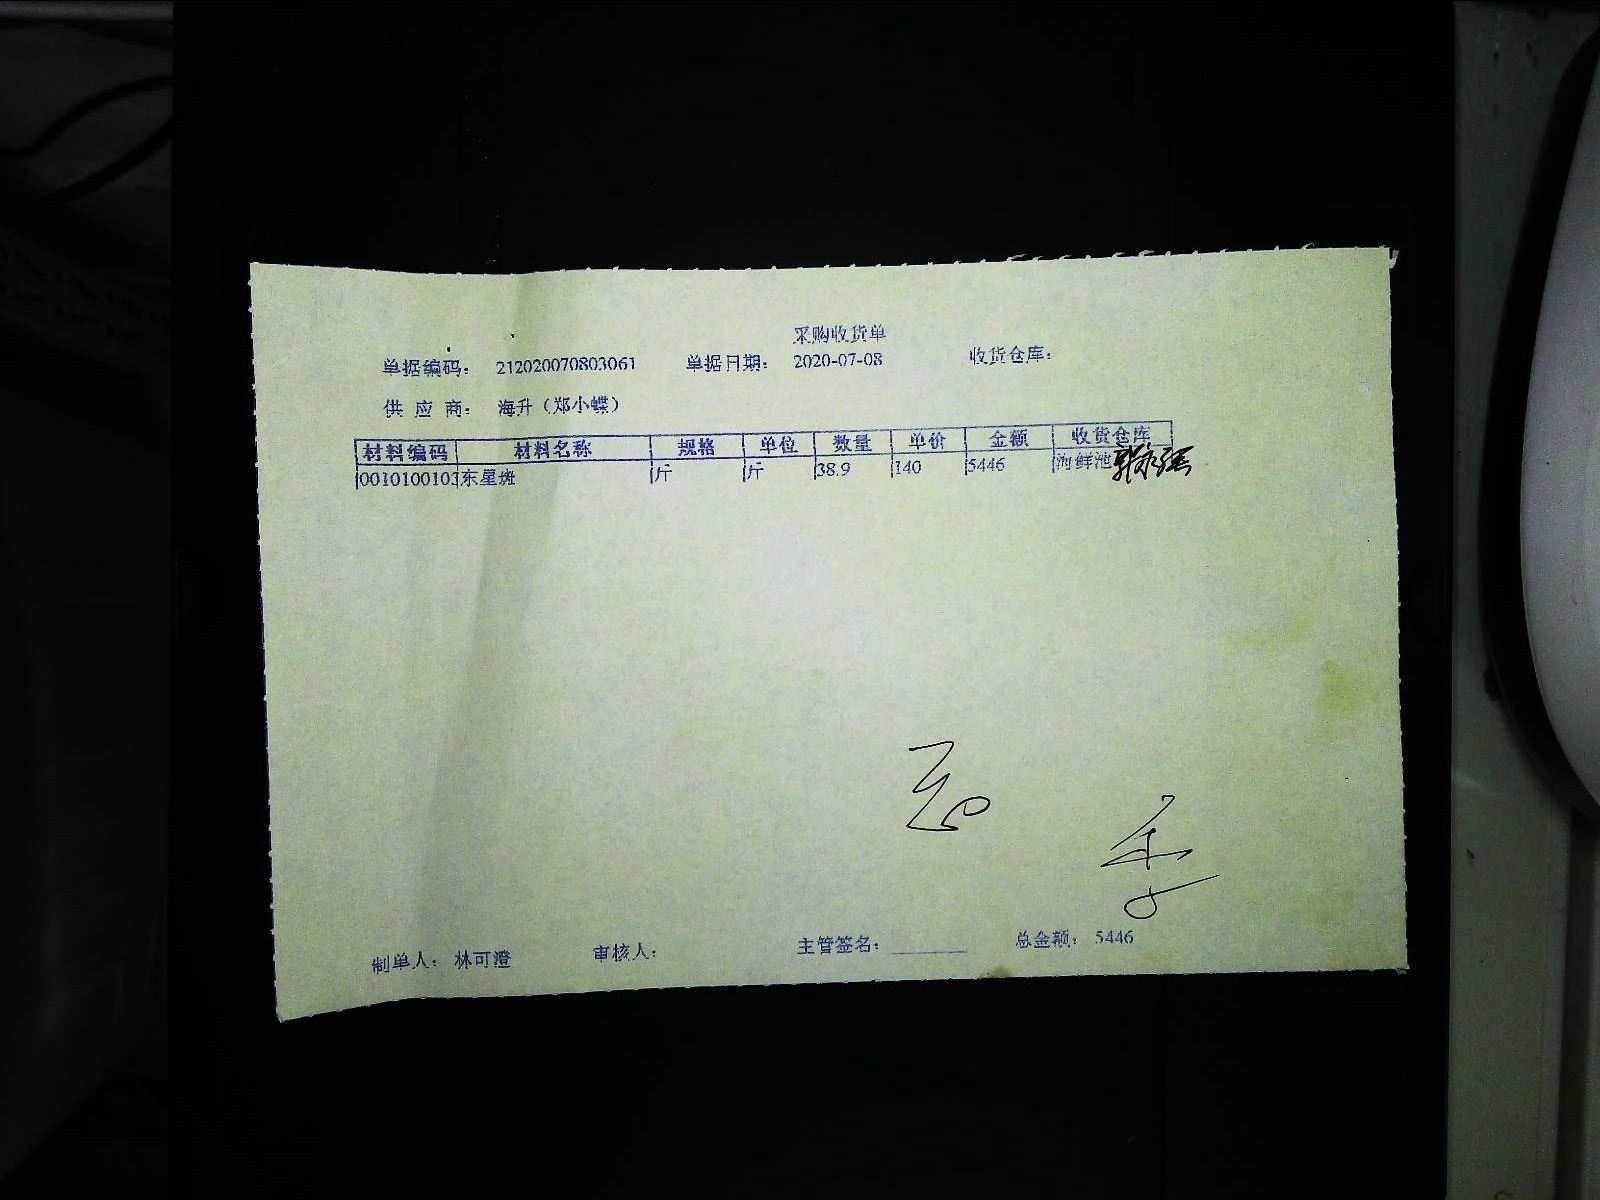 采购收货单
单据编码： 212020070803061 单据日期： 2020-07-08 收货仓库：
供 应 商： 海升（郑小蝶）
材料编码 材料名称 规格 单位 数量 单价 金额 收货仓库
0010100103 东星斑 斤 斤 38.9 140 5446 海鲜池
制单人： 林可澄 审核人： 主管签名： 总金额： 5446